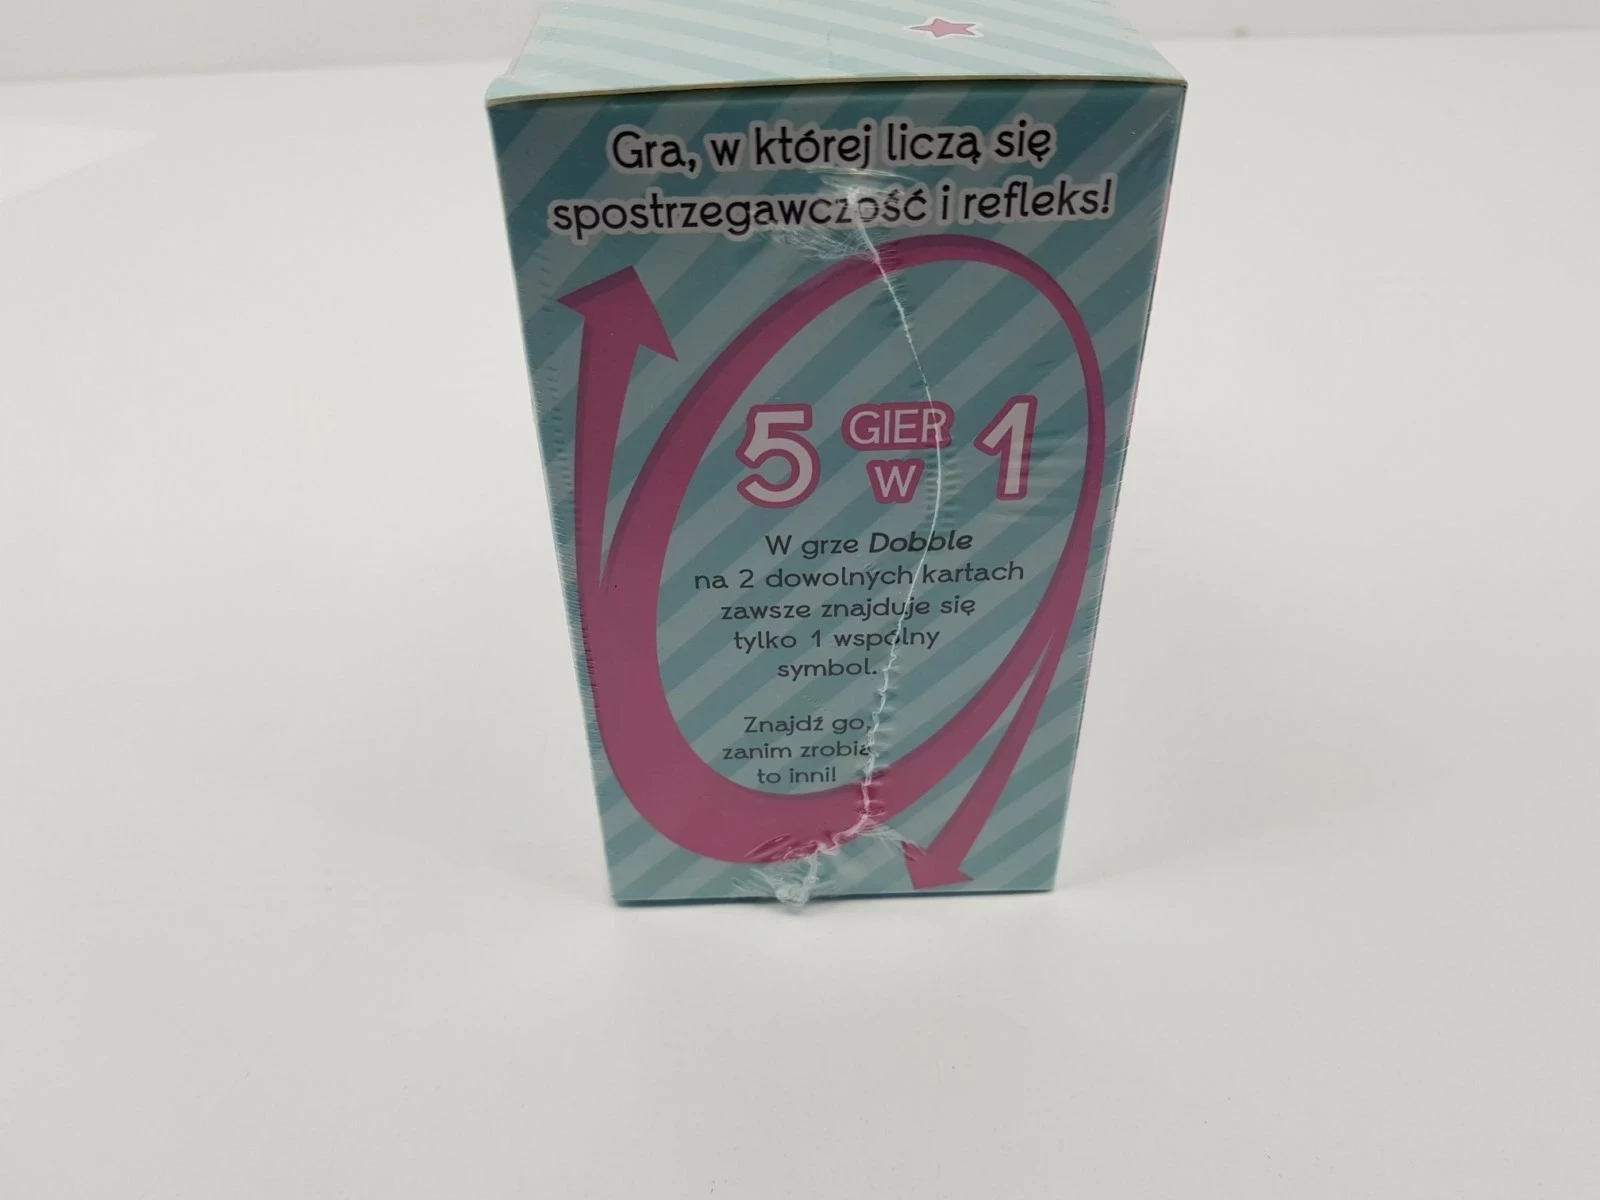 Gra, w której liczą się
spostrzegawczość i refleks!
5 GIER W 1
W grze Dobble
na 2 dowolnych kartach
zawsze znajduje się
tylko 1 wspólny
symbol.
Znajdź go,
zanim zrobią
to inni!